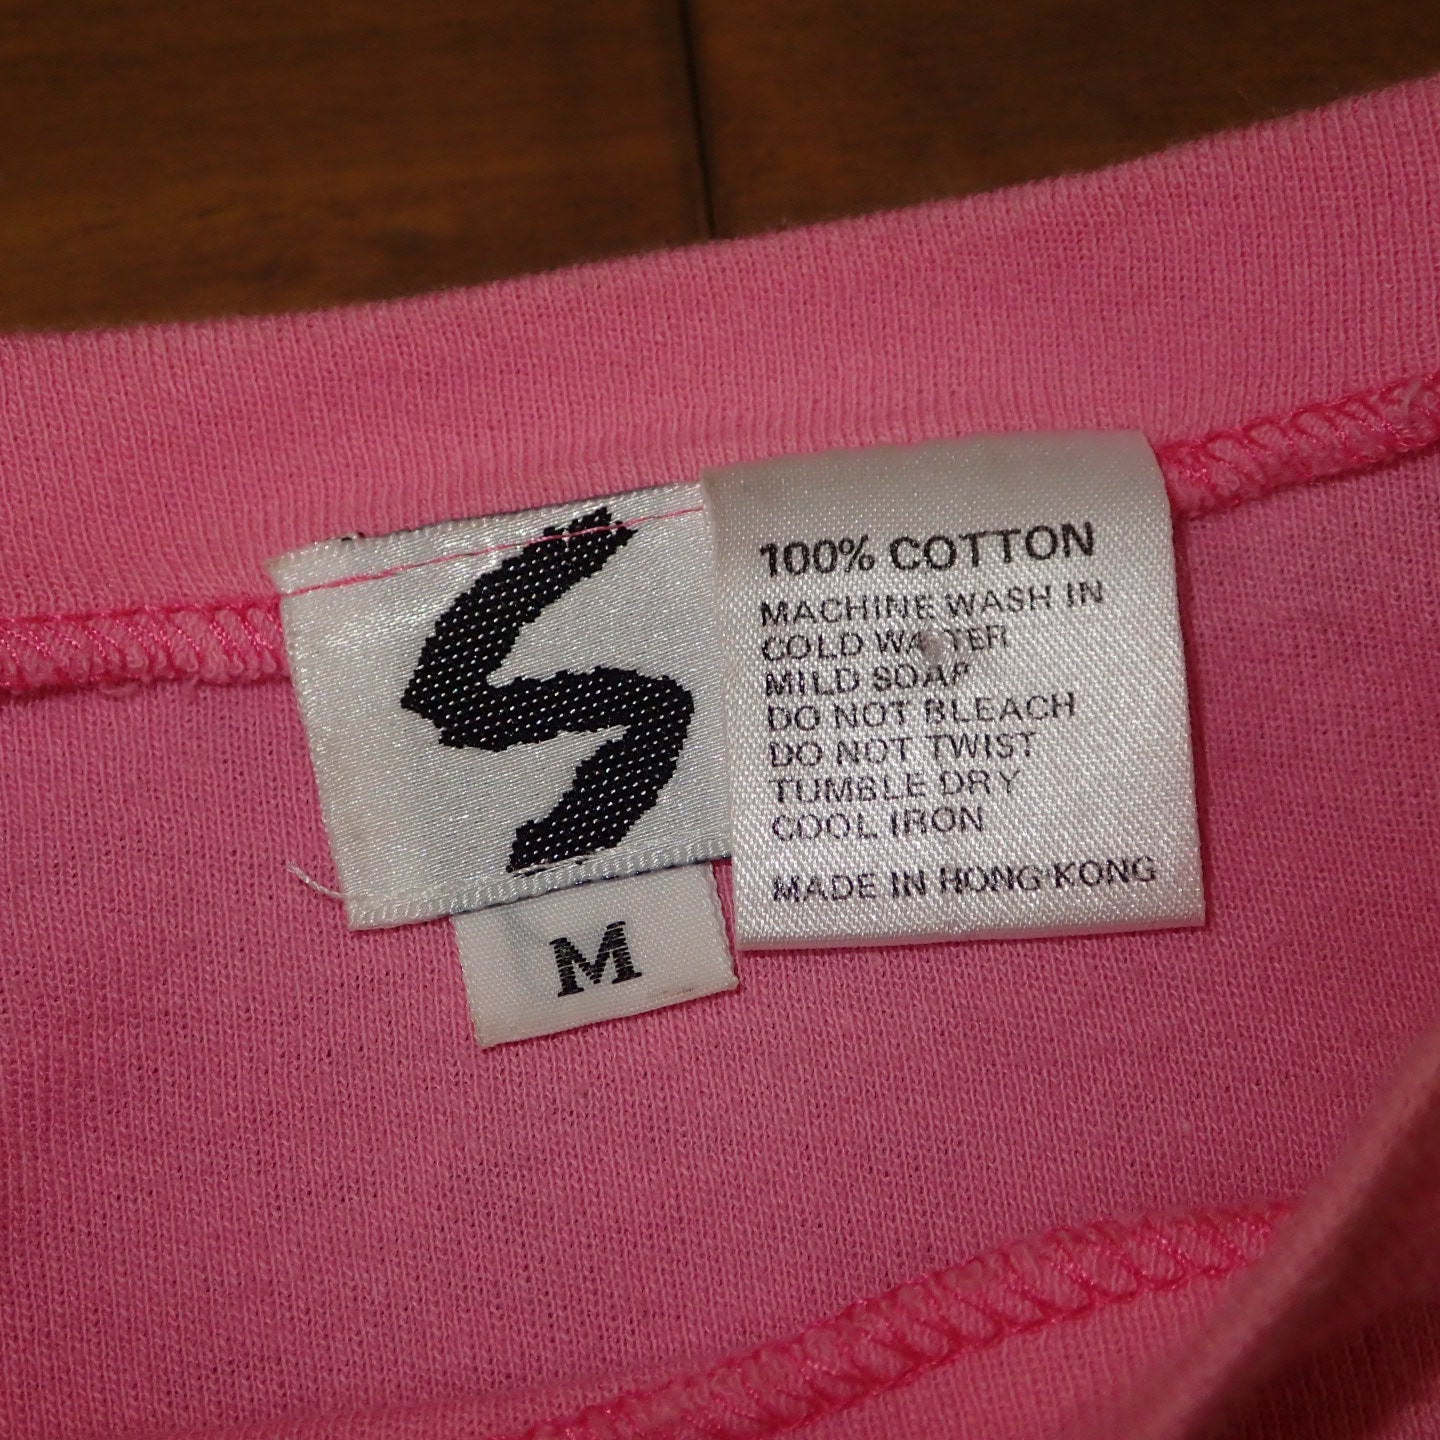 S
M
100% COTTON
MACHINE WASH IN
COLD WATER
MILD SOAP
DO NOT BLEACH
DO NOT TWIST
TUMBLE DRY
COOL IRON
MADE IN HONG KONG